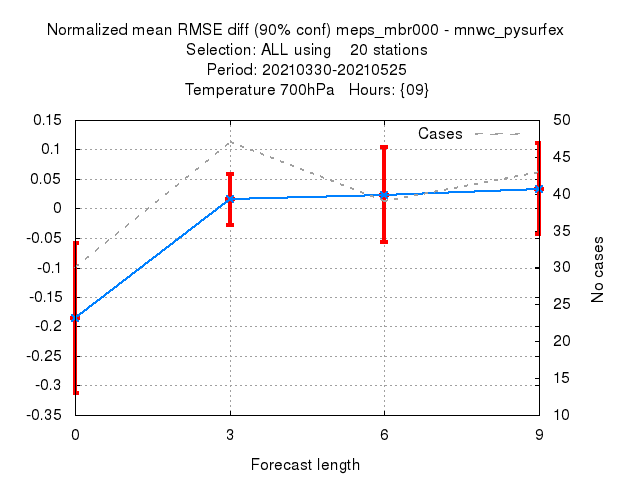 Normalized mean RMSE diff (90% conf) meps_mbr000 - mnwc_pysurfex
Selection: ALL using    20 stations
Period: 20210330-20210525
Temperature 700hPa   Hours: {09}
Cases
0.15
0.1
0.05
0
-0.05
-0.1
-0.15
-0.2
-0.25
-0.3
-0.35
50
45
40
35
30
25
20
15
10
No cases
0 3 6 9
Forecast length